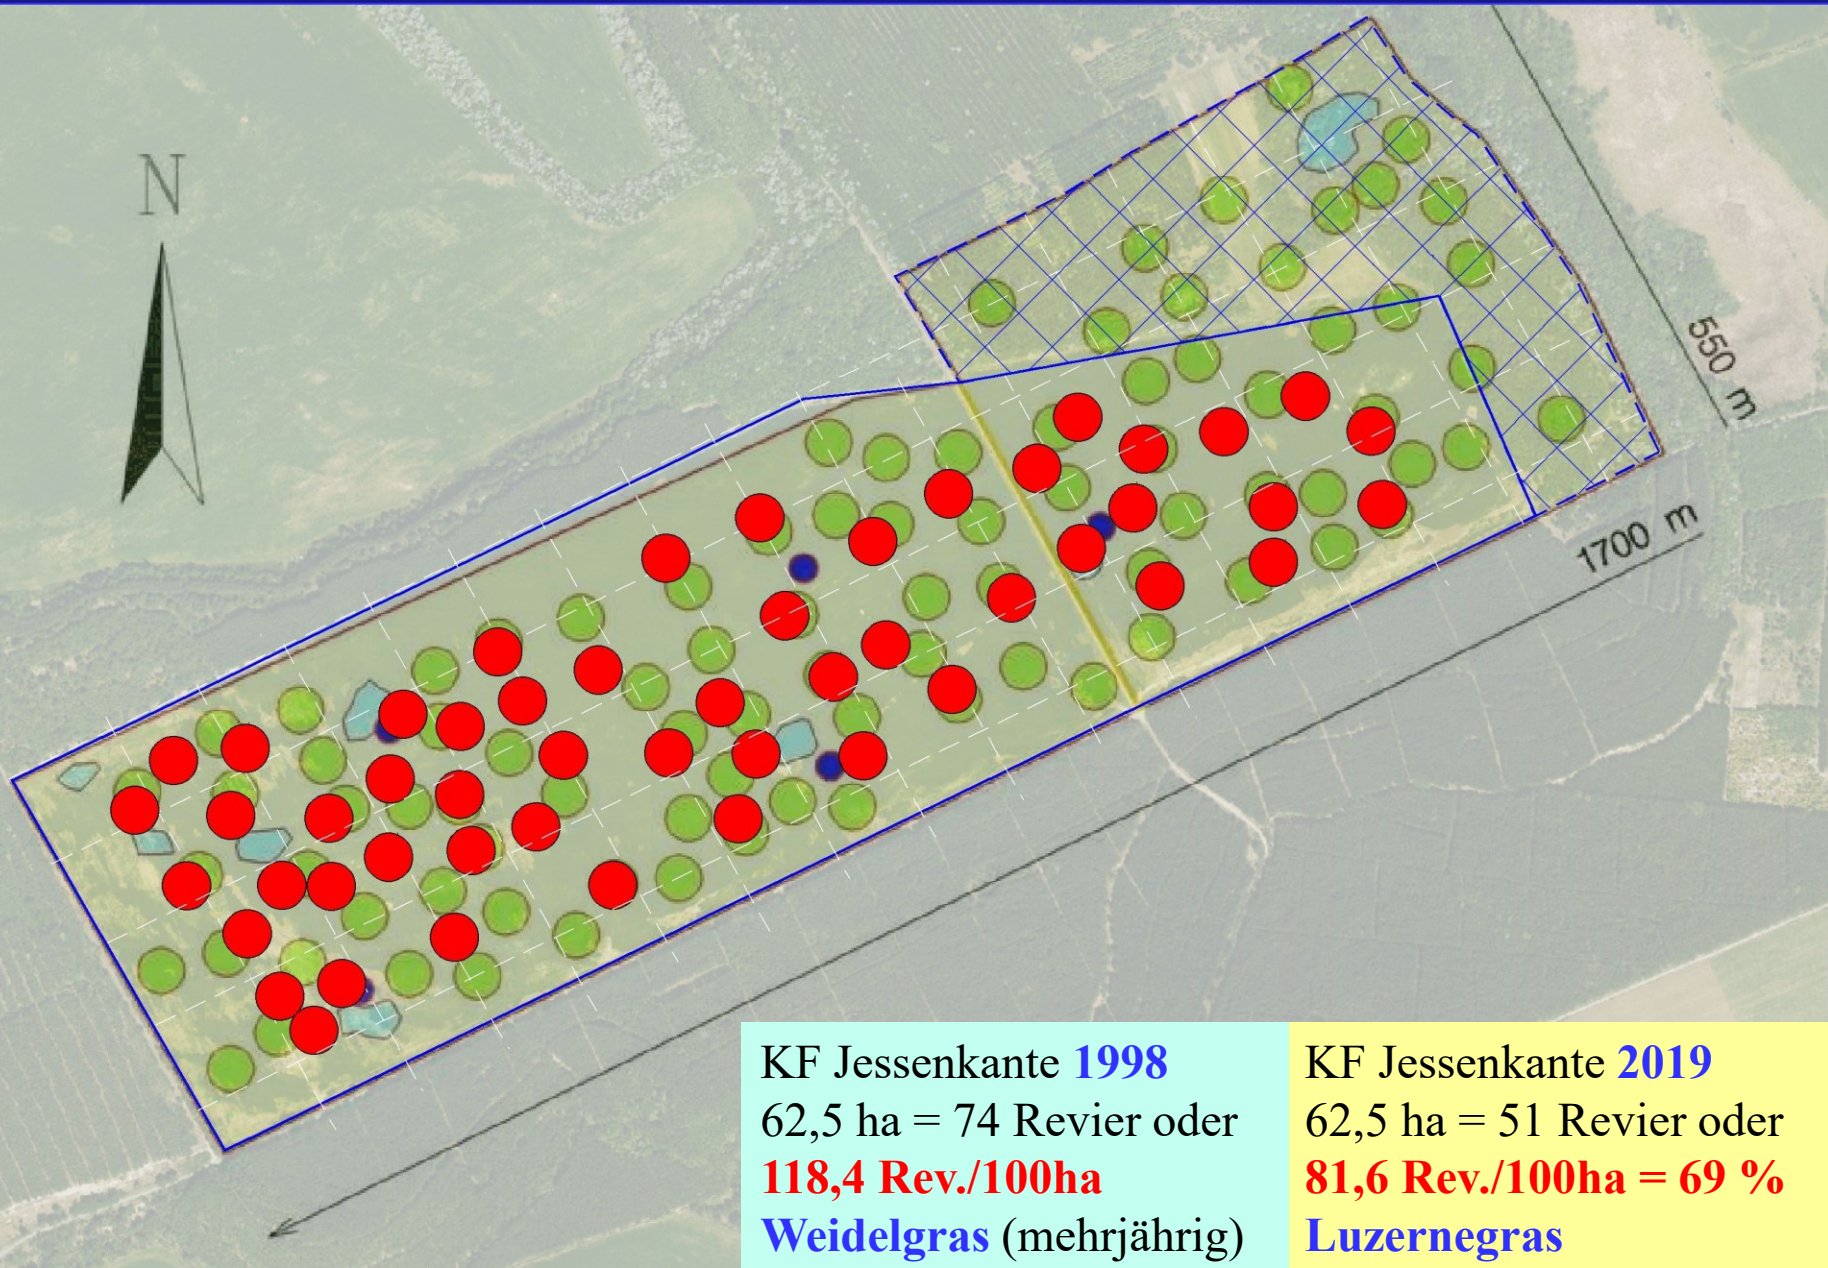 N
550 m
1700 m
KF Jessenkante 1998
62,5 ha = 74 Revier oder
118,4 Rev./100ha
Weidelgras (mehrjährig)
KF Jessenkante 2019
62,5 ha = 51 Revier oder
81,6 Rev./100ha = 69 %
Luzernegras